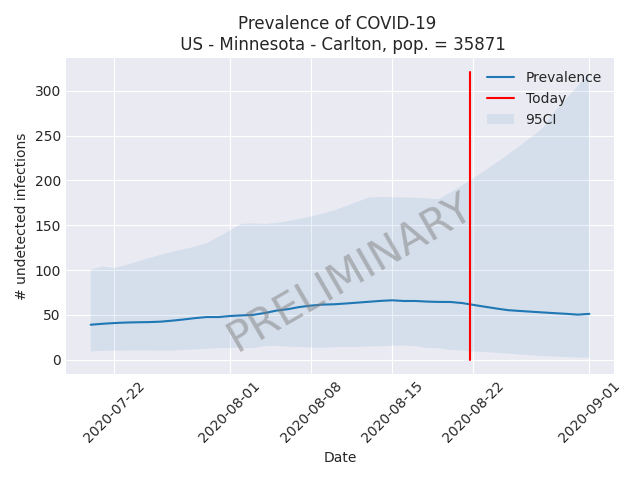 Prevalence of COVID-19
US - Minnesota - Carlton, pop. = 35871
Prevalence
Today
95CI
# undetected infections
300
250
200
150
100
50
0
PRELIMINARY
2020-07-22
2020-08-01
2020-08-08
2020-08-15
2020-08-22
2020-09-01
Date